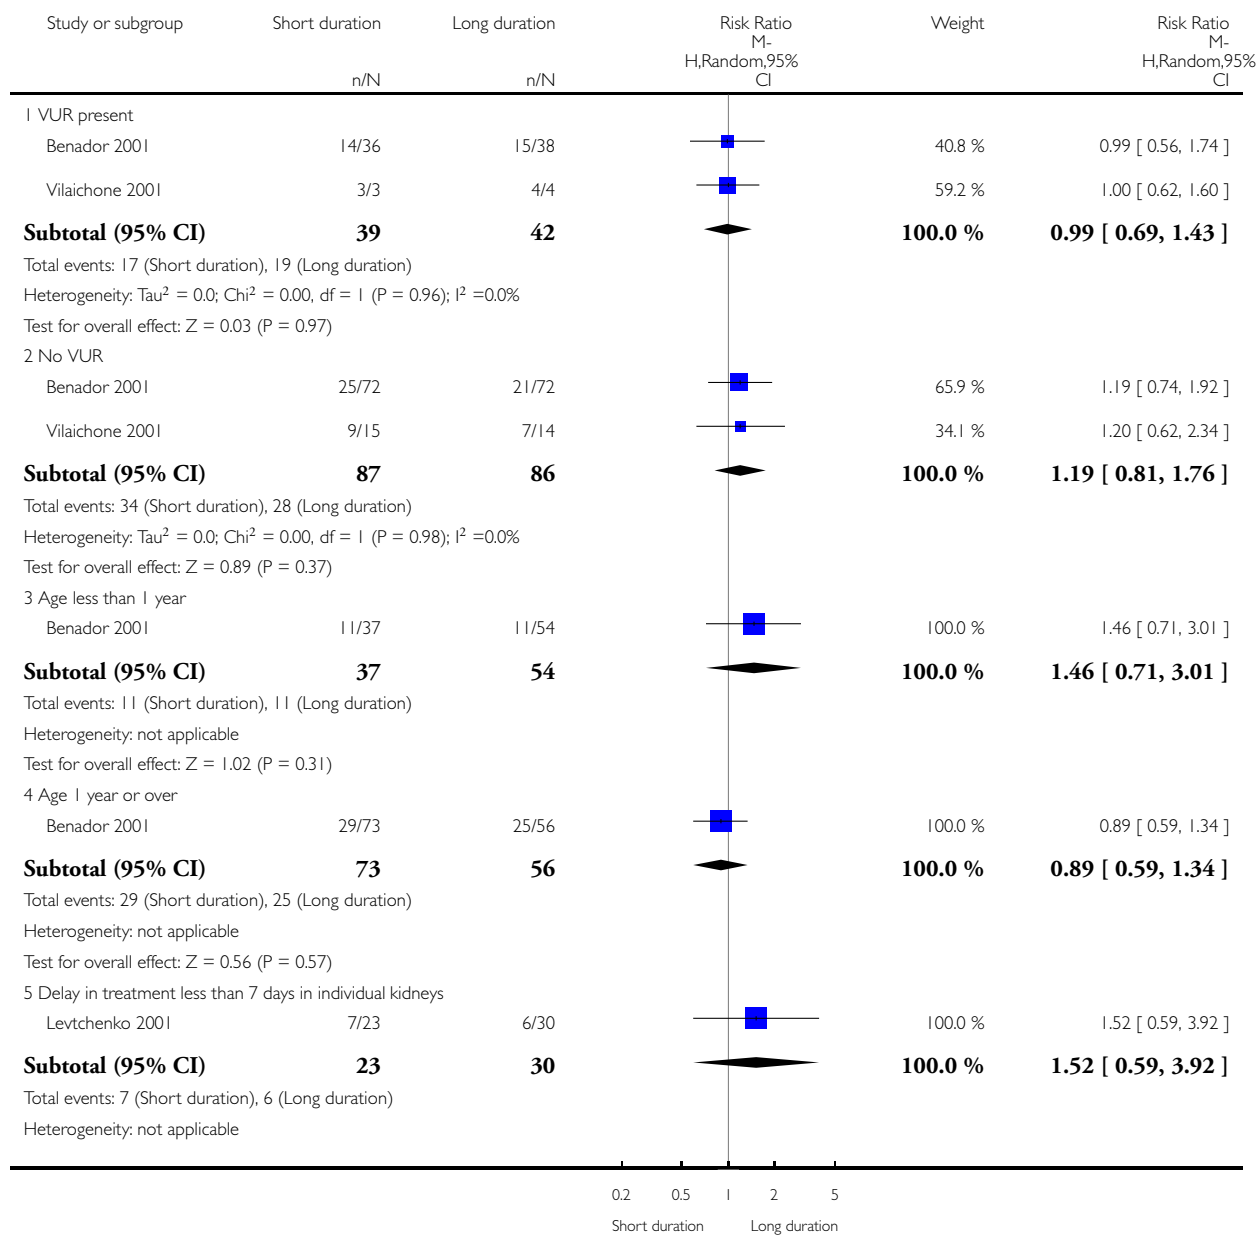 Study or subgroup Short duration Long duration Risk Ratio Weight Risk Ratio
M- M-
H,Random,95% H,Random,95%
n/N n/N CI CI
1 VUR present
Benador 2001 14/36 15/38 40.8 % 0.99 [ 0.56, 1.74 ]
Vilaichone 2001 3/3 4/4 59.2 % 1.00 [ 0.62, 1.60 ]
Subtotal (95% CI) 39 42 100.0 % 0.99 [ 0.69, 1.43 ]
Total events: 17 (Short duration), 19 (Long duration)
Heterogeneity: Tau² = 0.0; Chi² = 0.00, df = 1 (P = 0.96); I² =0.0%
Test for overall effect: Z = 0.03 (P = 0.97)
2 No VUR
Benador 2001 25/72 21/72 65.9 % 1.19 [ 0.74, 1.92 ]
Vilaichone 2001 9/15 7/14 34.1 % 1.20 [ 0.62, 2.34 ]
Subtotal (95% CI) 87 86 100.0 % 1.19 [ 0.81, 1.76 ]
Total events: 34 (Short duration), 28 (Long duration)
Heterogeneity: Tau² = 0.0; Chi² = 0.00, df = 1 (P = 0.98); I² =0.0%
Test for overall effect: Z = 0.89 (P = 0.37)
3 Age less than 1 year
Benador 2001 11/37 11/54 100.0 % 1.46 [ 0.71, 3.01 ]
Subtotal (95% CI) 37 54 100.0 % 1.46 [ 0.71, 3.01 ]
Total events: 11 (Short duration), 11 (Long duration)
Heterogeneity: not applicable
Test for overall effect: Z = 1.02 (P = 0.31)
4 Age 1 year or over
Benador 2001 29/73 25/56 100.0 % 0.89 [ 0.59, 1.34 ]
Subtotal (95% CI) 73 56 100.0 % 0.89 [ 0.59, 1.34 ]
Total events: 29 (Short duration), 25 (Long duration)
Heterogeneity: not applicable
Test for overall effect: Z = 0.56 (P = 0.57)
5 Delay in treatment less than 7 days in individual kidneys
Levtchenko 2001 7/23 6/30 100.0 % 1.52 [ 0.59, 3.92 ]
Subtotal (95% CI) 23 30 100.0 % 1.52 [ 0.59, 3.92 ]
Total events: 7 (Short duration), 6 (Long duration)
Heterogeneity: not applicable
0.2 0.5 1 2 5
Short duration Long duration